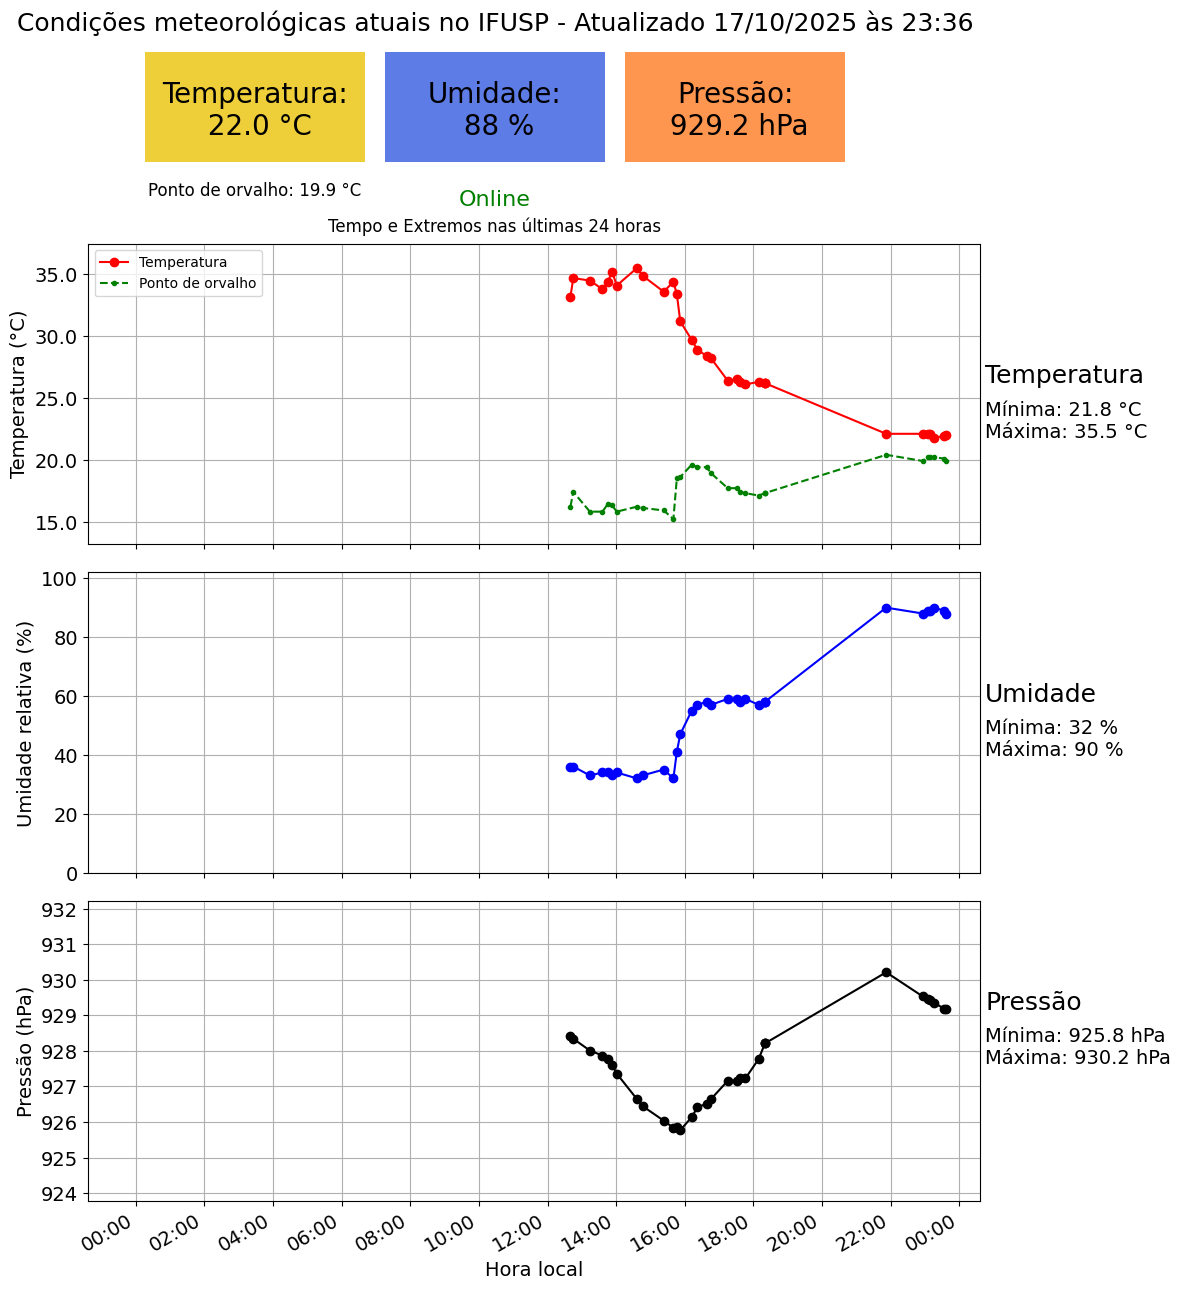 Condições meteorológicas atuais no IFUSP - Atualizado 17/10/2025 às 23:36
Temperatura:
22.0 °C
Umidade:
88 %
Pressão:
929.2 hPa
Ponto de orvalho: 19.9 °C
Online
Tempo e Extremos nas últimas 24 horas
Temperatura
Ponto de orvalho
Temperatura (°C)
35.0
30.0
25.0
20.0
15.0
Temperatura
Mínima: 21.8 °C
Máxima: 35.5 °C
Umidade relativa (%)
100
80
60
40
20
0
Umidade
Mínima: 32 %
Máxima: 90 %
Pressão (hPa)
932
931
930
929
928
927
926
925
924
Pressão
Mínima: 925.8 hPa
Máxima: 930.2 hPa
00:00 02:00 04:00 06:00 08:00 10:00 12:00 14:00 16:00 18:00 20:00 22:00 00:00
Hora local